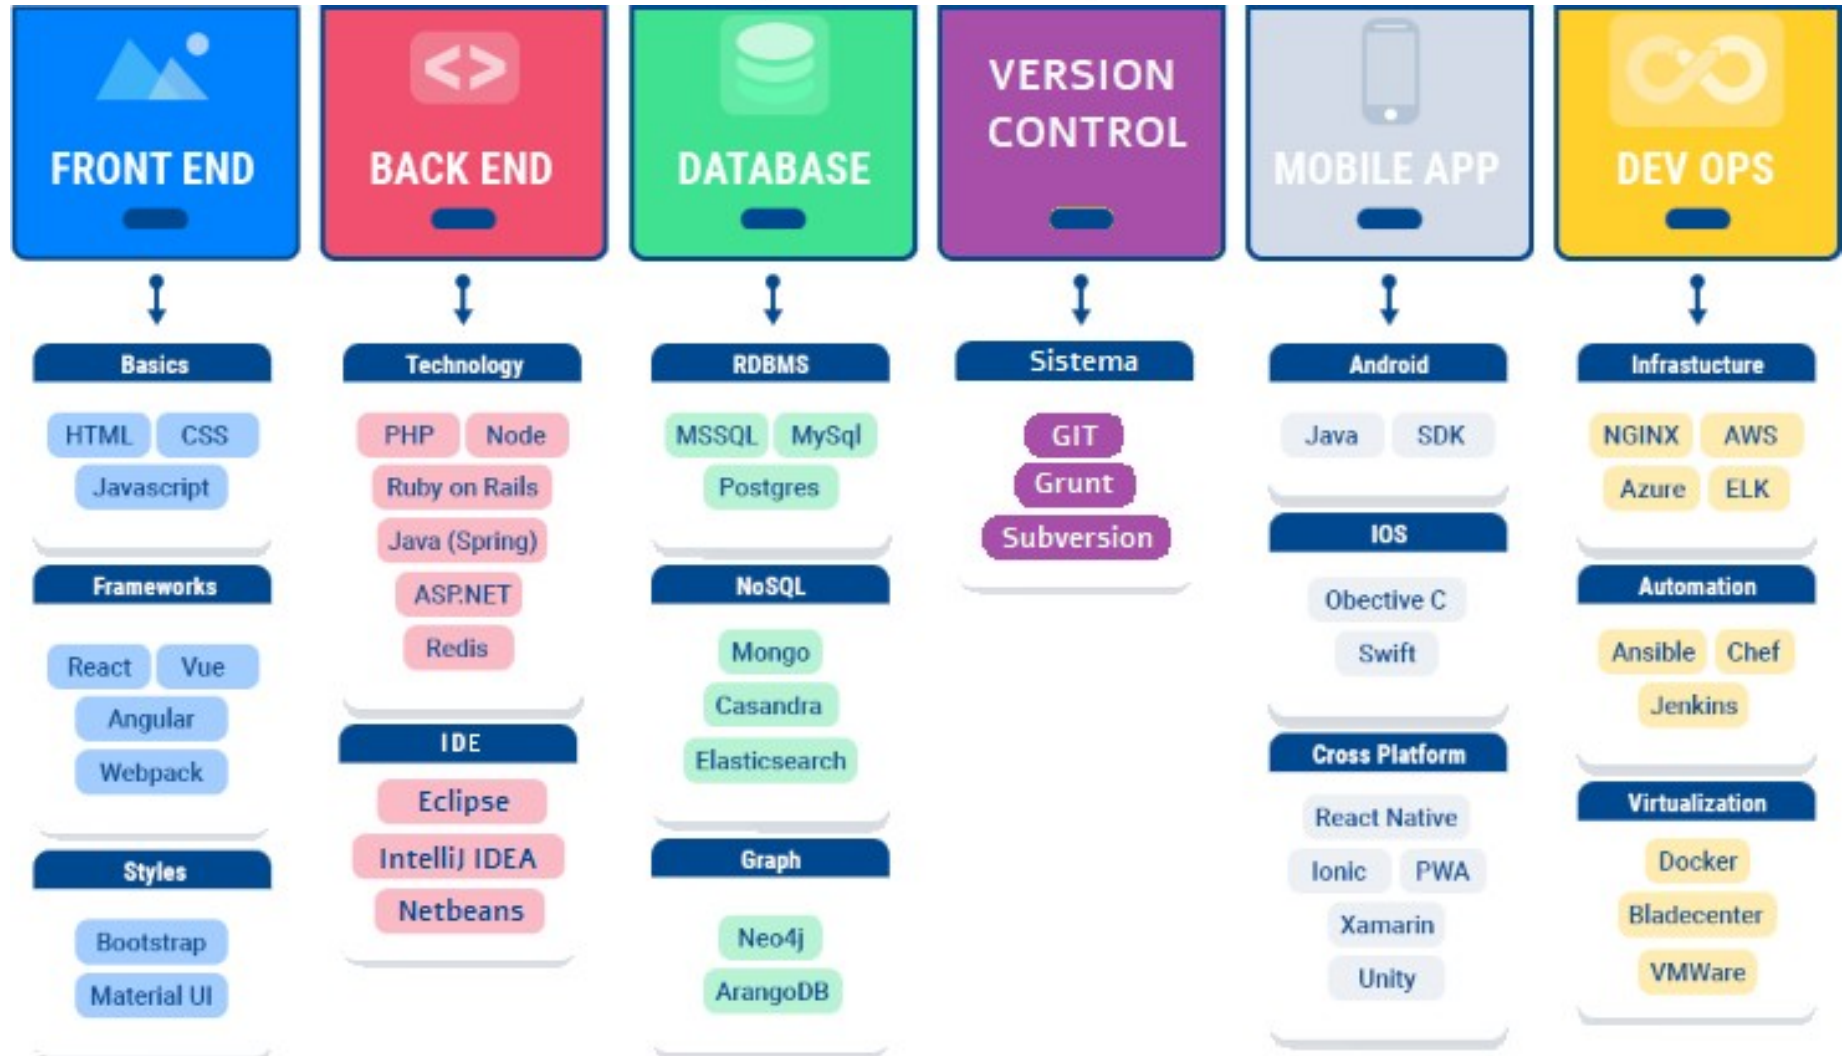 FRONT END
Basics
HTML CSS
Javascript
Frameworks
React Vue
Angular
Webpack
Styles
Bootstrap
Material UI
BACK END
Technology
PHP Node
Ruby on Rails
Java (Spring)
ASP.NET
Redis
IDE
Eclipse
IntelliJ IDEA
Netbeans
DATABASE
RDBMS
MSSQL MySql
Postgres
NoSQL
Mongo
Casandra
Elasticsearch
Graph
Neo4j
ArangoDB
VERSION
CONTROL
Sistema
GIT
Grunt
Subversion
MOBILE APP
Android
Java SDK
IOS
Obective C
Swift
Cross Platform
React Native
Ionic PWA
Xamarin
Unity
DEV OPS
Infrastucture
NGINX AWS
Azure ELK
Automation
Ansible Chef
Jenkins
Virtualization
Docker
Bladecenter
VMWare